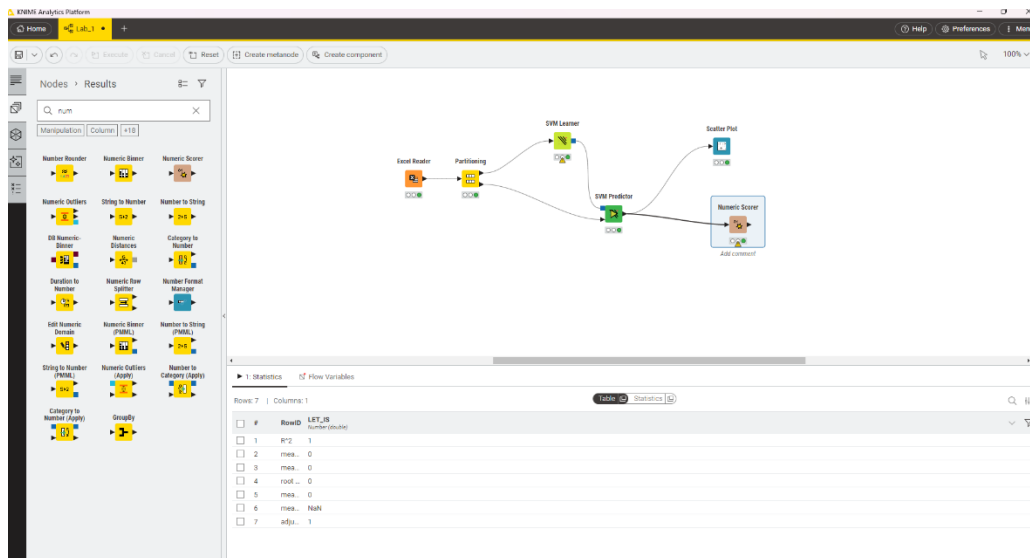 KNIME Analytics Platform
Home
Lab_1
Help
Preferences
Men
Execute
Cancel
Reset
Create metanode
Create component
100%
Nodes > Results
num
Manipulation
Column
+18
Number Rounder
Numeric Binner
Numeric Scorer
Numeric Outliers
String to Number
Number to String
DB Numeric-
Binner
Numeric
Distances
Category to
Number
Duration to
Number
Numeric Row
Splitter
Number Format
Manager
Edit Numeric
Domain
Numeric Binner
(PMML)
Number to String
(PMML)
String to Number
(PMML)
Numeric Outliers
(Apply)
Number to
Category (Apply)
Category to
Number (Apply)
GroupBy
Excel Reader
Partitioning
SVM Learner
SVM Predictor
Scatter Plot
Numeric Scorer
Add comment
1: Statistics
Flow Variables
Rows: 7 | Columns: 1
Table
Statistics
# RowID LET_IS
Number (double)
1 R^2 1
2 mea... 0
3 mea... 0
4 root ... 0
5 mea... 0
6 mea... NaN
7 adju... 1